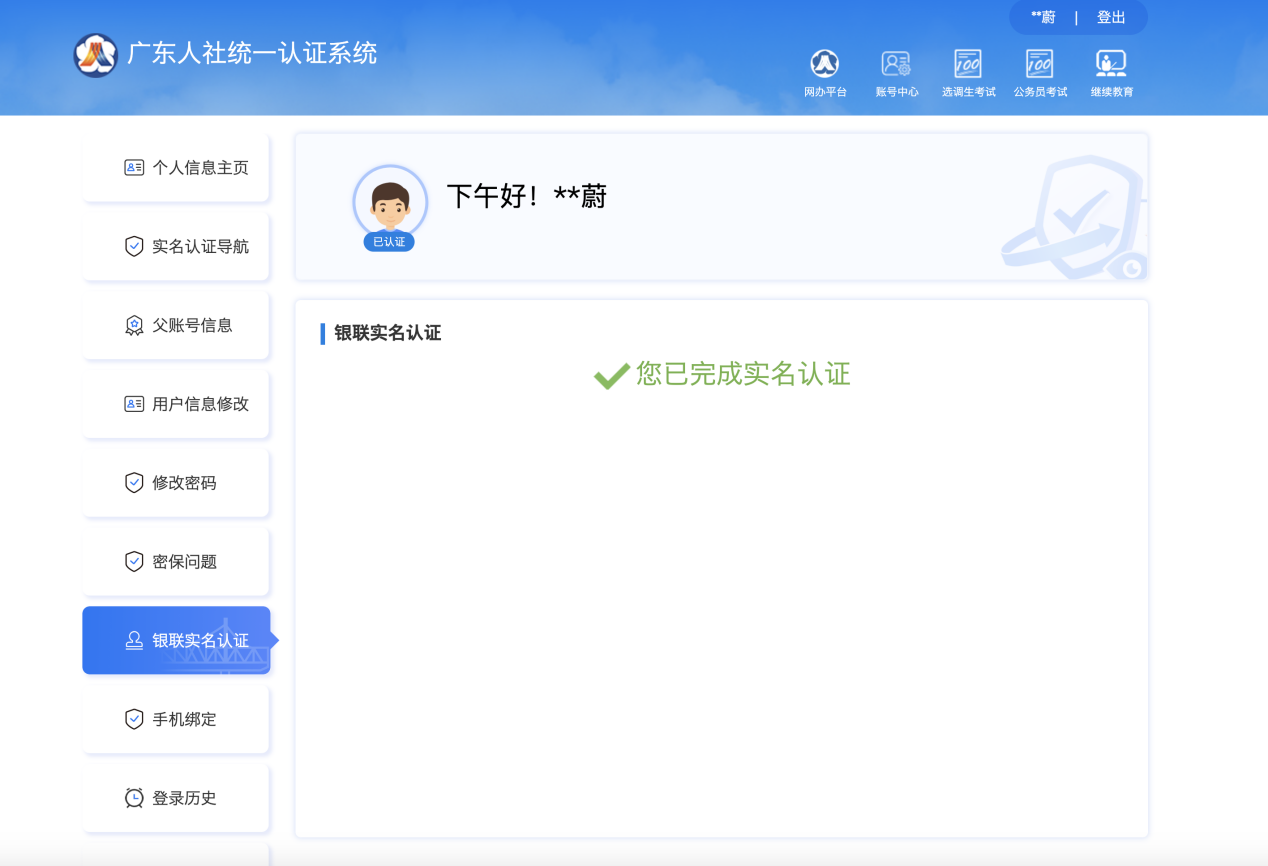 **蔚 | 登出
广东人社统一认证系统
网办平台 账号中心 选调生考试 公务员考试 继续教育
个人信息主页
实名认证导航
父账号信息
用户信息修改
修改密码
密保问题
银联实名认证
手机绑定
登录历史
下午好！**蔚
已认证
银联实名认证
您已完成实名认证